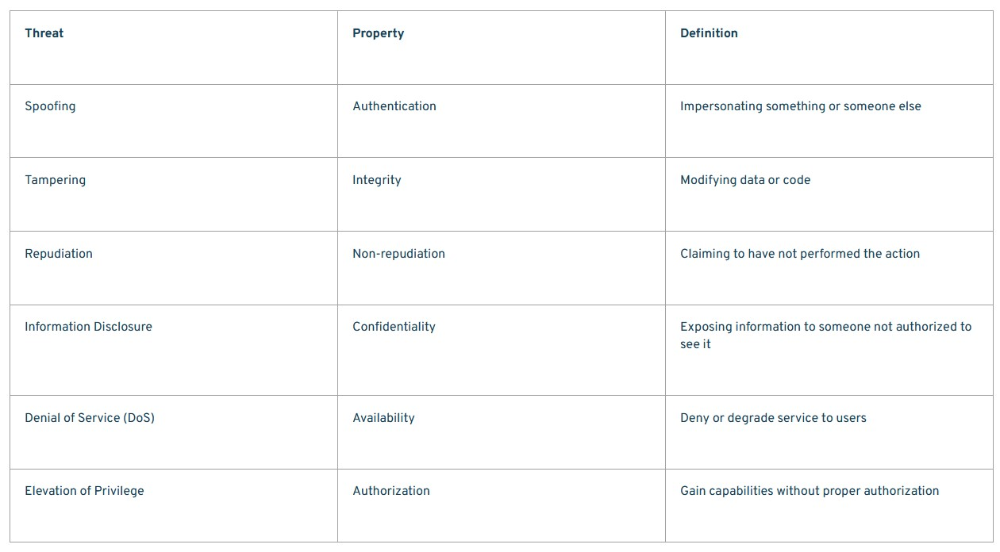 Threat Property Definition
Spoofing Authentication Impersonating something or someone else
Tampering Integrity Modifying data or code
Repudiation Non-repudiation Claiming to have not performed the action
Information Disclosure Confidentiality Exposing information to someone not authorized to
see it
Denial of Service (DoS) Availability Deny or degrade service to users
Elevation of Privilege Authorization Gain capabilities without proper authorization